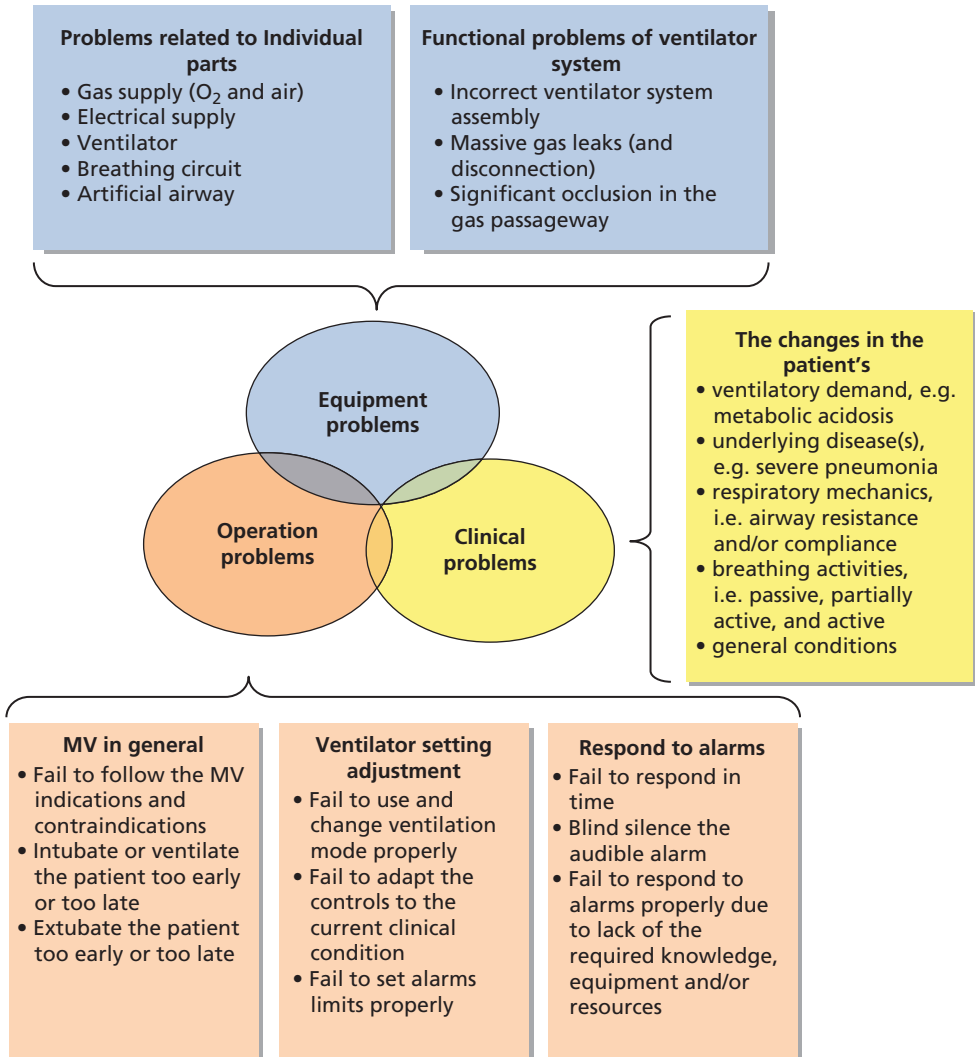 Problems related to Individual
parts
• Gas supply (O₂ and air)
• Electrical supply
• Ventilator
• Breathing circuit
• Artificial airway
Functional problems of ventilator
system
• Incorrect ventilator system
assembly
• Massive gas leaks (and
disconnection)
• Significant occlusion in the
gas passageway
Equipment
problems
Operation
problems
Clinical
problems
The changes in the
patient’s
• ventilatory demand, e.g.
metabolic acidosis
• underlying disease(s),
e.g. severe pneumonia
• respiratory mechanics,
i.e. airway resistance
and/or compliance
• breathing activities,
i.e. passive, partially
active, and active
• general conditions
MV in general
• Fail to follow the MV
indications and
contraindications
• Intubate or ventilate
the patient too early
or too late
• Extubate the patient
too early or too late
Ventilator setting
adjustment
• Fail to use and
change ventilation
mode properly
• Fail to adapt the
controls to the
current clinical
condition
• Fail to set alarms
limits properly
Respond to alarms
• Fail to respond in
time
• Blind silence the
audible alarm
• Fail to respond to
alarms properly due
to lack of the
required knowledge,
equipment and/or
resources